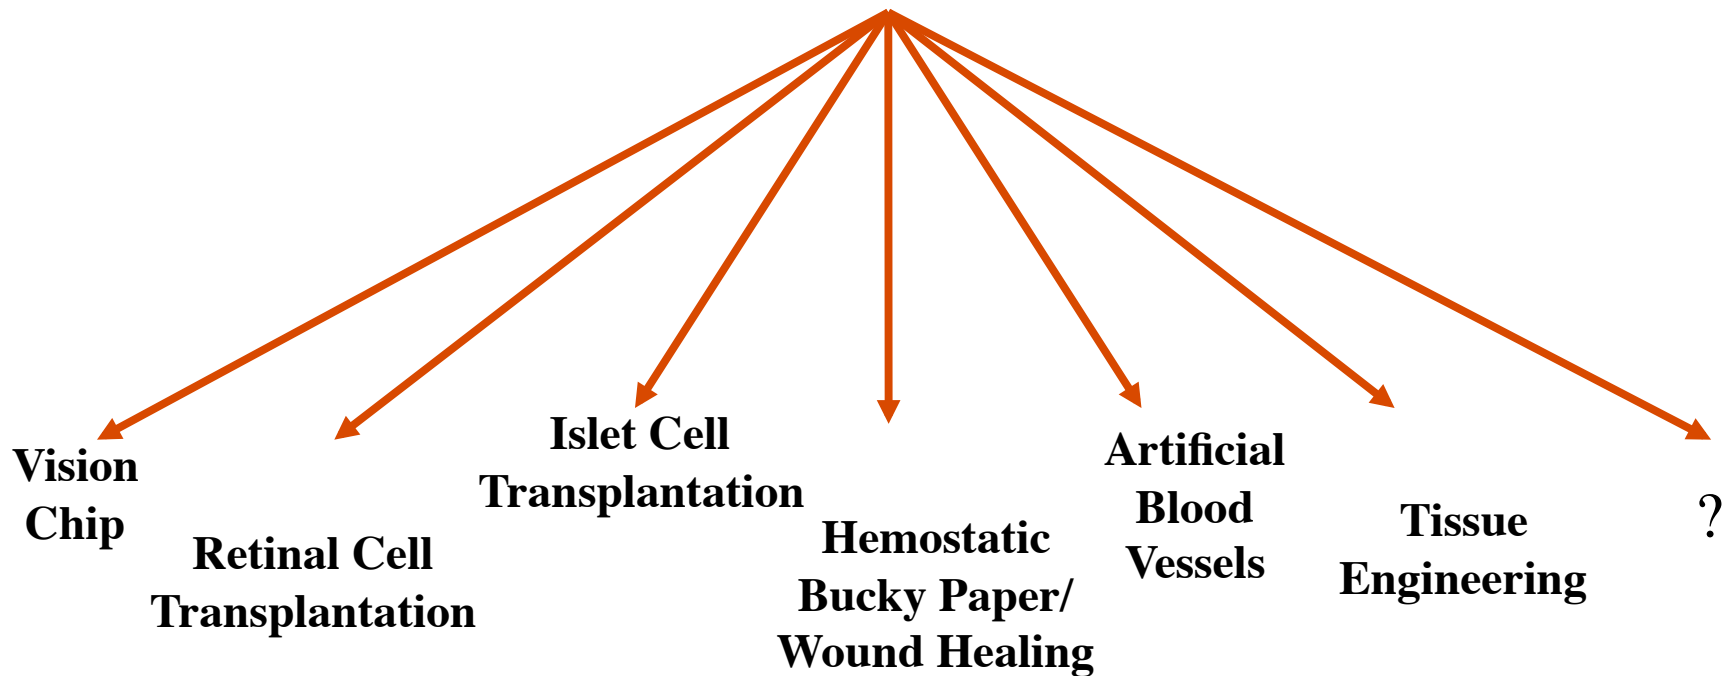 Vision
Chip
Retinal Cell
Transplantation
Islet Cell
Transplantation
Hemostatic
Bucky Paper/
Wound Healing
Artificial
Blood
Vessels
Tissue
Engineering
?